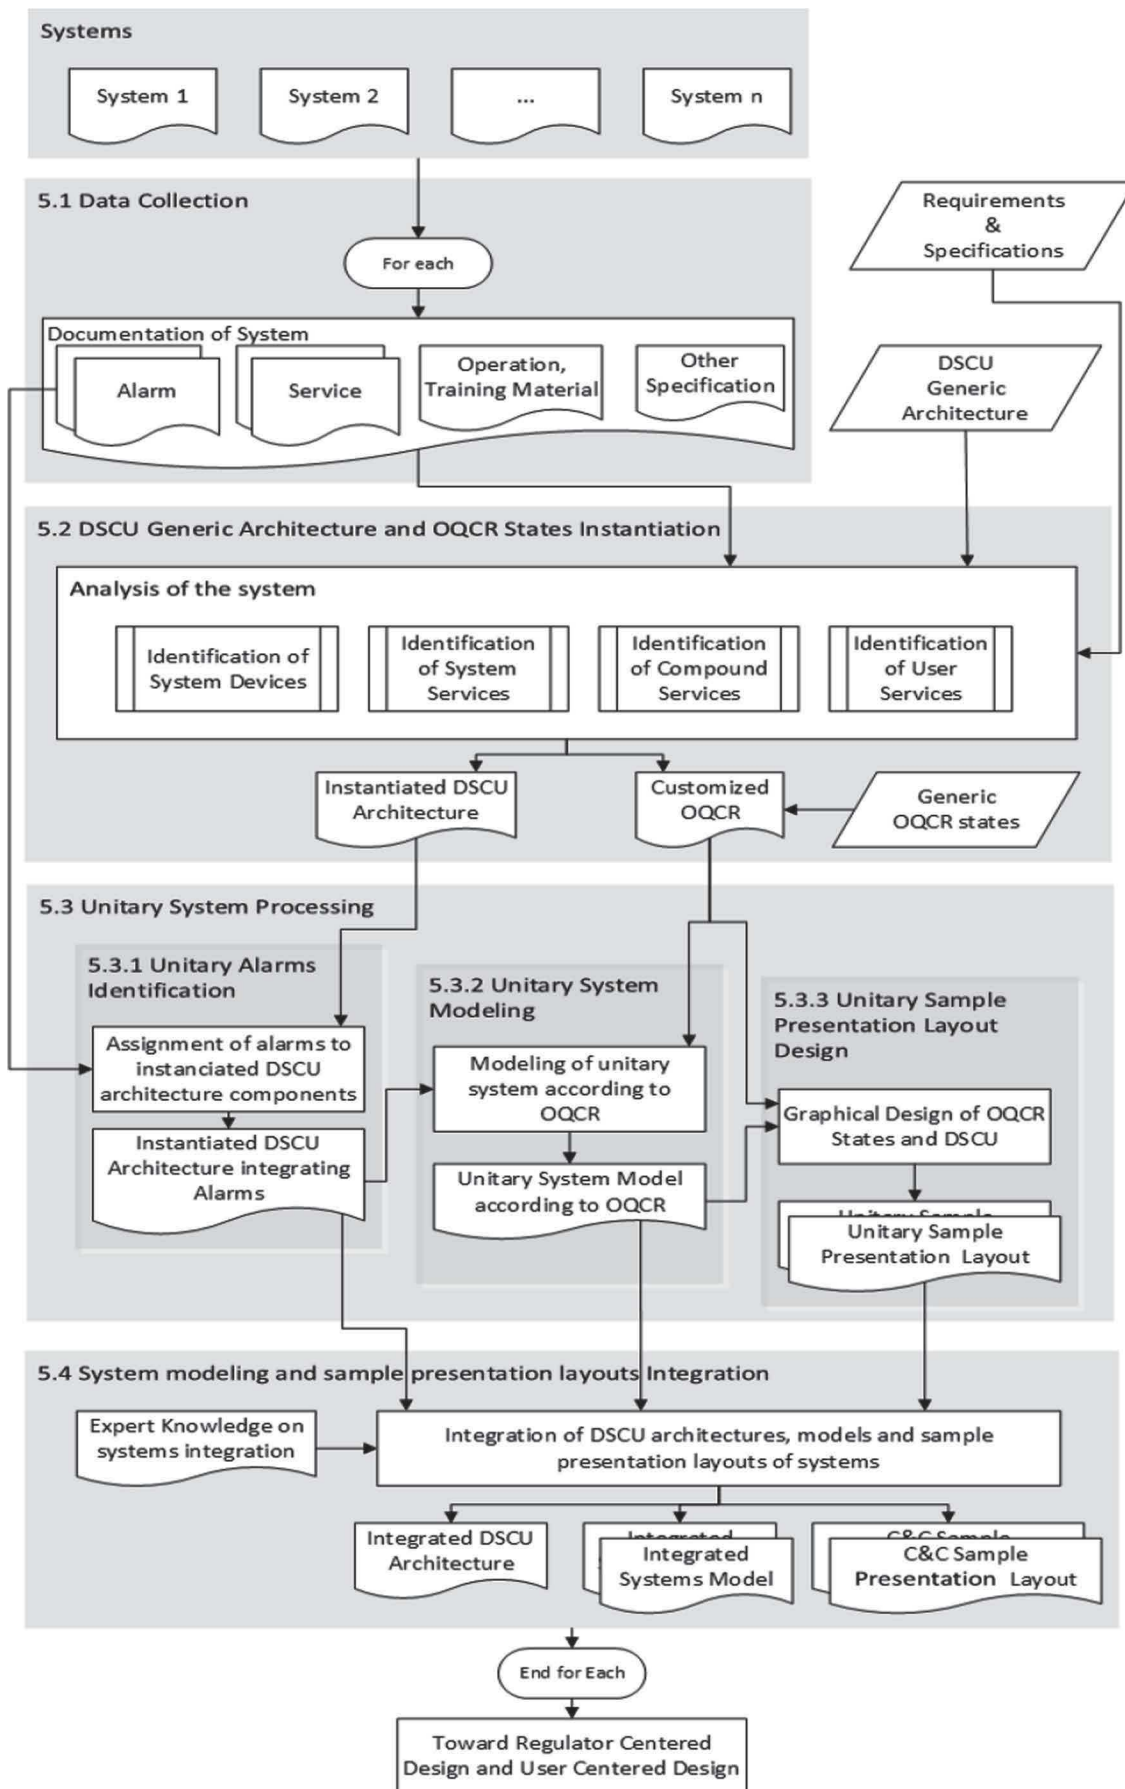 Systems
System 1
System 2
...
System n
5.1 Data Collection
For each
Requirements
&
Specifications
Documentation of System
Alarm
Service
Operation,
Training Material
Other
Specification
DSCU
Generic
Architecture
5.2 DSCU Generic Architecture and OQCR States Instantiation
Analysis of the system
Identification of
System Devices
Identification
of System
Services
Identification
of Compound
Services
Identification
of User
Services
Instantiated DSCU
Architecture
Customized
OQCR
Generic
OQCR states
5.3 Unitary System Processing
5.3.1 Unitary Alarms
Identification
Assignment of alarms to
instanciated DSCU
architecture components
Instantiated DSCU
Architecture integrating
Alarms
5.3.2 Unitary System
Modeling
Modeling of unitary
system according to
OQCR
Unitary System Model
according to OQCR
5.3.3 Unitary Sample
Presentation Layout
Design
Graphical Design of OQCR
States and DSCU
Unitary Sample
Unitary Sample
Presentation Layout
5.4 System modeling and sample presentation layouts Integration
Expert Knowledge on
systems integration
Integration of DSCU architectures, models and sample
presentation layouts of systems
Integrated DSCU
Architecture
Integrated
Integrated
Systems Model
C&C Sample
C&C Sample
Presentation Layout
End for Each
Toward Regulator Centered
Design and User Centered Design